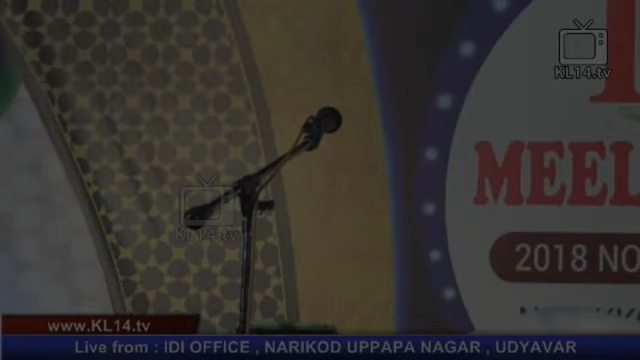 KL14.tv
MEEL
2018 NO
KL14.tv
www.KL14.tv
Live from : IDI OFFICE , NARIKOD UPPAPA NAGAR , UDYAVAR